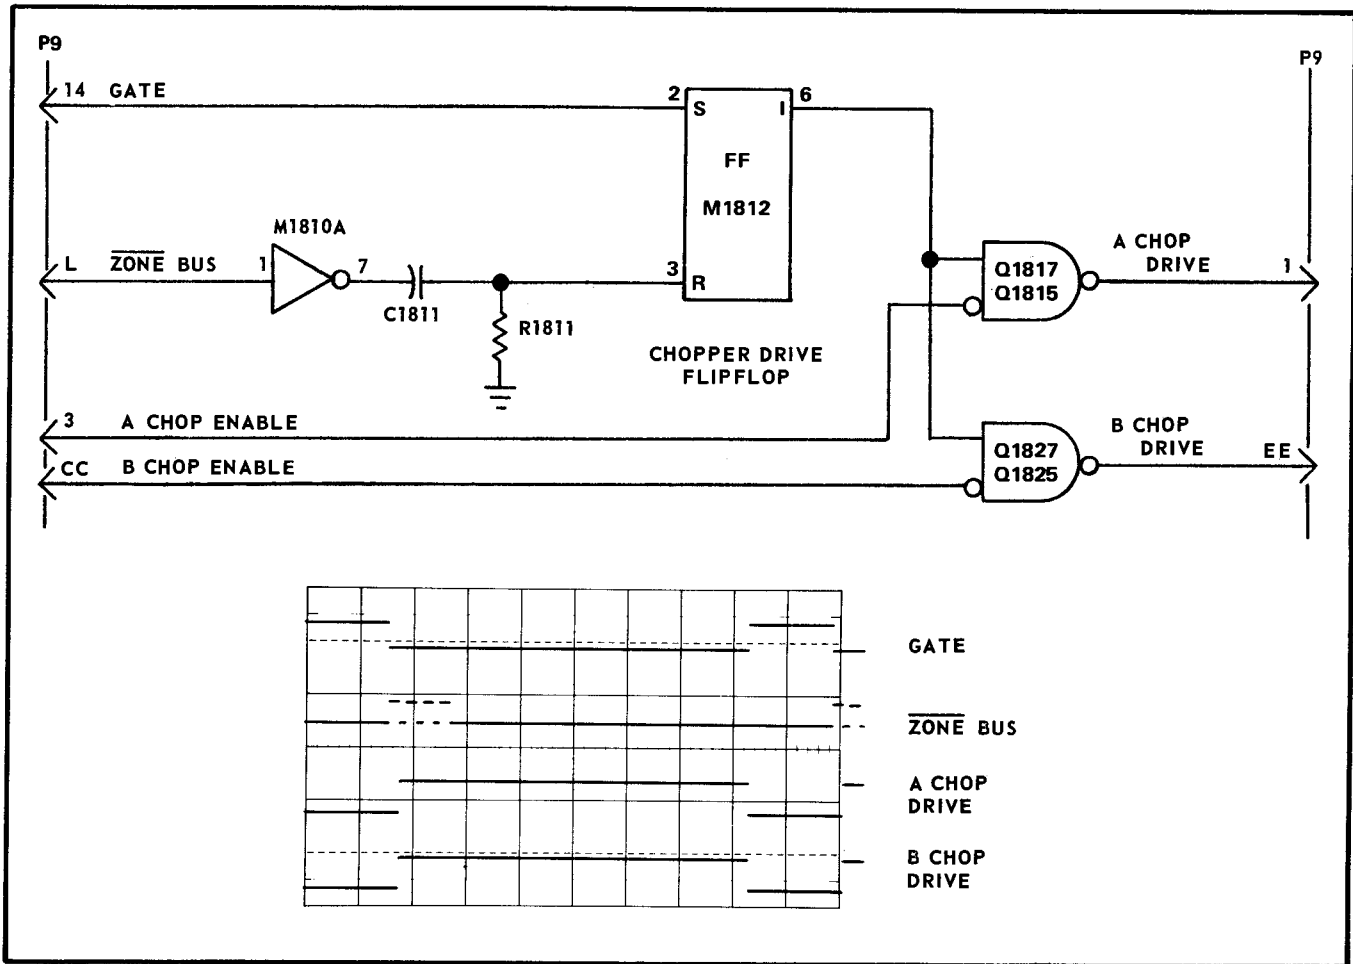 P9
P9
14 GATE
2 S
I 6
FF
M1812
M1810A
L ZONE BUS
1
7
C1811
R1811
3 R
CHOPPER DRIVE
FLIPFLOP
Q1817
Q1815
A CHOP
DRIVE
1
3 A CHOP ENABLE
CC B CHOP ENABLE
Q1827
Q1825
B CHOP
DRIVE
EE
GATE
ZONE BUS
A CHOP
DRIVE
B CHOP
DRIVE